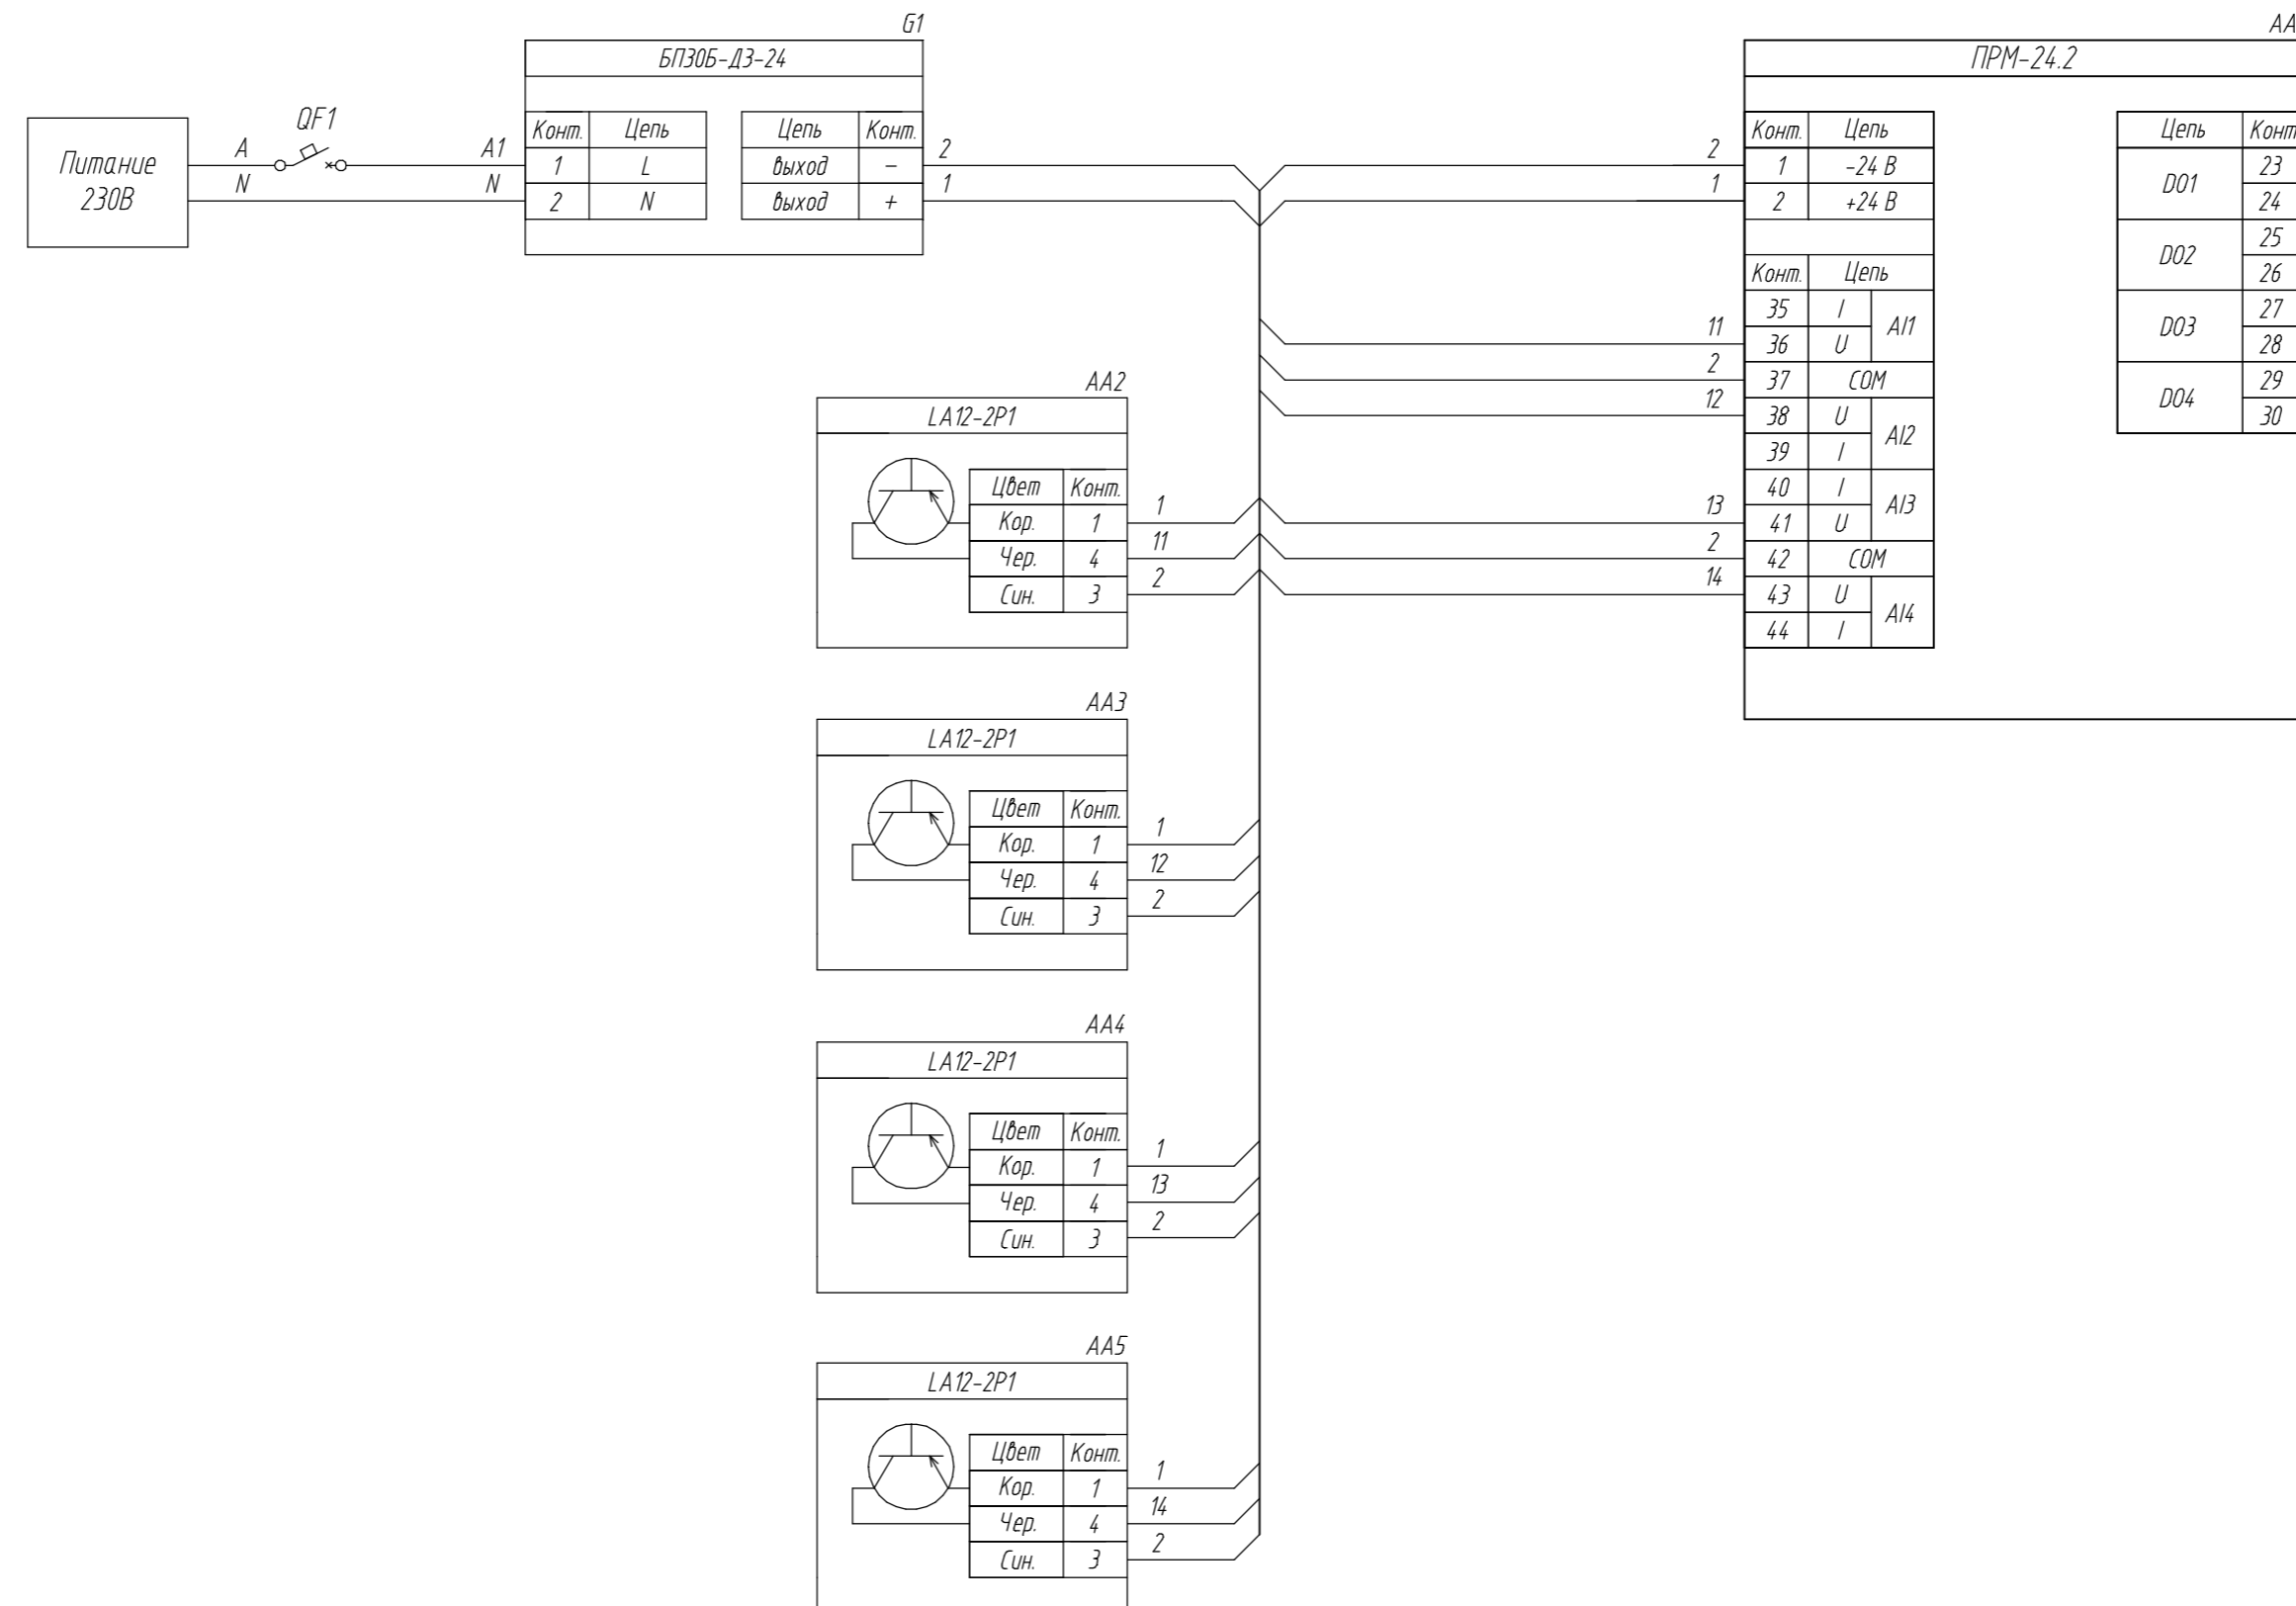 G1
БП30Б-Д3-24
Питание
230В
A
QF1
A1
N
N
Конт. Цепь
1 L
2 N
Цепь Конт.
выход -
выход +
2
1
AA
ПРМ-24.2
2
1
Конт. Цепь
1 -24 В
2 +24 В
Конт. Цепь
35 I AI1
36 U
37 COM
38 U AI2
39 I
40 I AI3
41 U
42 COM
43 U AI4
44 I
11
2
12
13
2
14
Цепь Конт
DO1 23
24
DO2 25
26
DO3 27
28
DO4 29
30
AA2
LA12-2P1
Цвет Конт.
Кор. 1
Чер. 4
Син. 3
1
11
2
AA3
LA12-2P1
Цвет Конт.
Кор. 1
Чер. 4
Син. 3
1
12
2
AA4
LA12-2P1
Цвет Конт.
Кор. 1
Чер. 4
Син. 3
1
13
2
AA5
LA12-2P1
Цвет Конт.
Кор. 1
Чер. 4
Син. 3
1
14
2